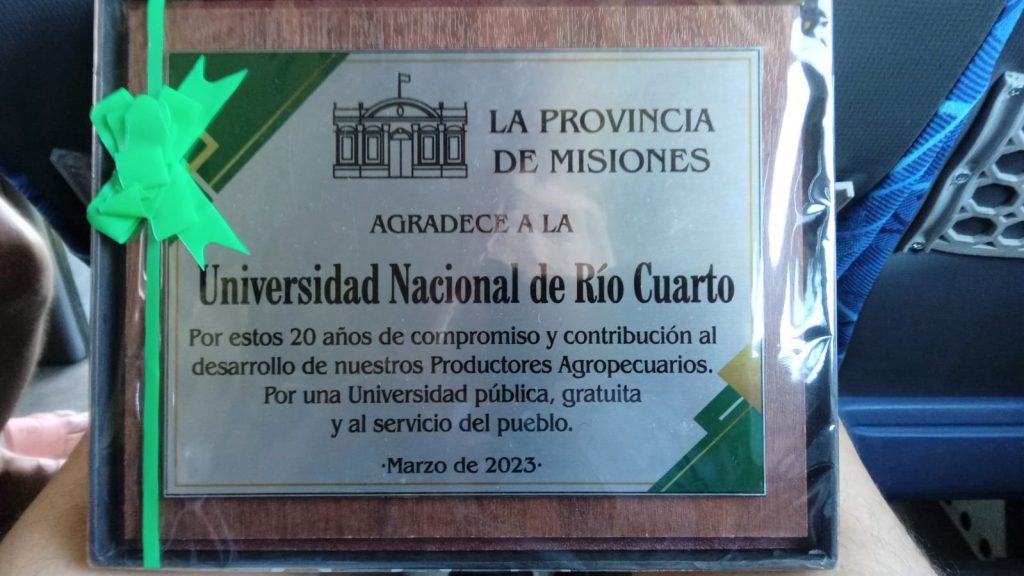 LA PROVINCIA
DE MISIONES
AGRADECE A LA
Universidad Nacional de Río Cuarto
Por estos 20 años de compromiso y contribución al
desarrollo de nuestros Productores Agropecuarios.
Por una Universidad pública, gratuita
y al servicio del pueblo.
·Marzo de 2023·